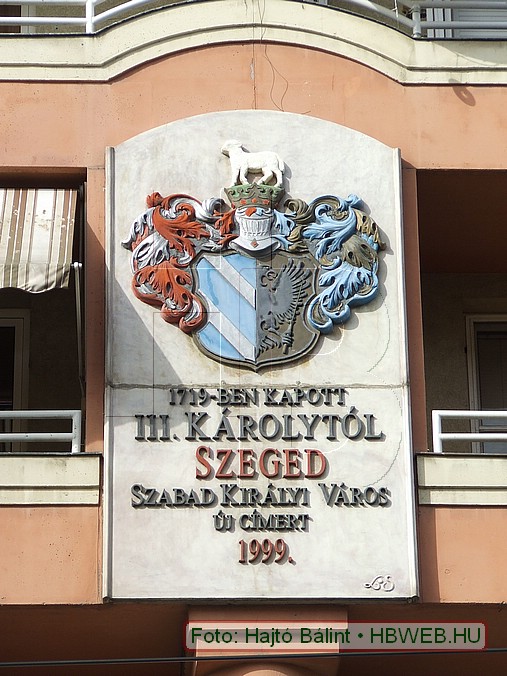 1719-BEN KAPOTT
III. KÁROLYTÓL
SZEGED
SZABAD KIRÁLYI VÁROS
ÚJ CÍMERT
1999.
Foto: Hajtó Bálint • HBWEB.HU